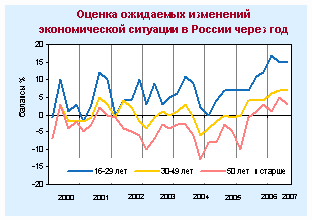 Оценка ожидаемых изменений
экономической ситуации в России через год
балансы %
20
15
10
5
0
-5
-10
-15
-20
16-29 лет 30-49 лет 50 лет и старше
2000 2001 2002 2003 2004 2005 2006 2007